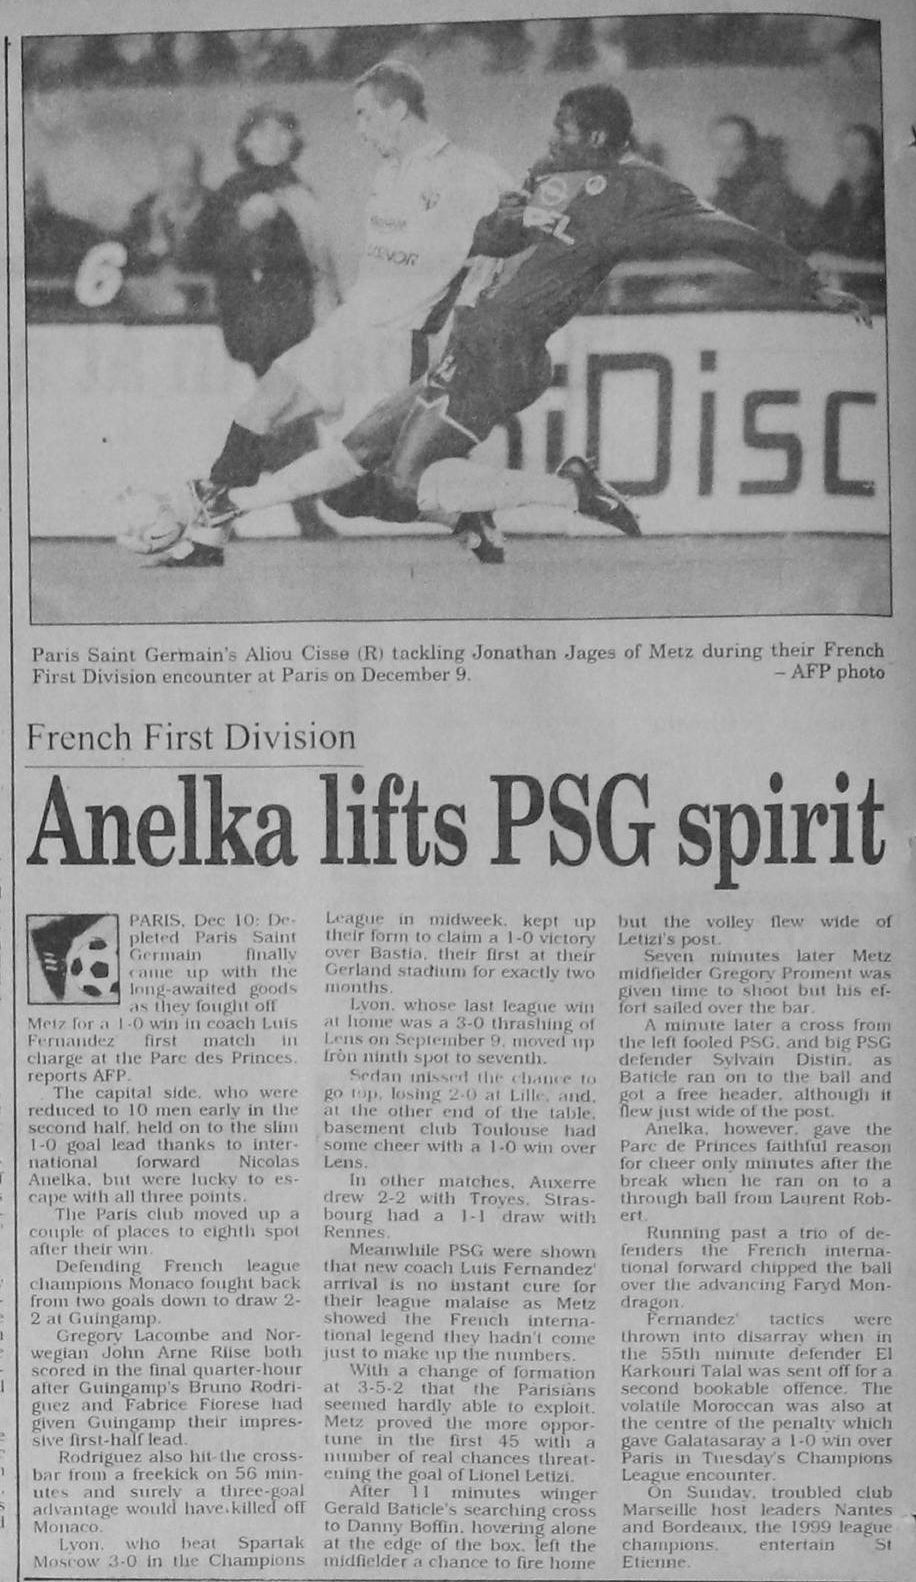 6
iDisc
Paris Saint Germain's Aliou Cisse (R) tackling Jonathan Jages of Metz during their French
First Division encounter at Paris on December 9.
– AFP photo
French First Division
Anelka lifts PSG spirit
PARIS, Dec 10: De-
pleted Paris Saint
Germain finally
came up with the
long-awaited goods
as they fought off
Metz for a 1-0 win in coach Luis
Fernandez first match in
charge at the Parc des Princes,
reports AFP.
The capital side, who were
reduced to 10 men early in the
second half, held on to the slim
1-0 goal lead thanks to inter-
national forward Nicolas
Anelka, but were lucky to es-
cape with all three points.
The Paris club moved up a
couple of places to eighth spot
after their win.
Defending French league
champions Monaco fought back
from two goals down to draw 2-
2 at Guingamp.
Gregory Lacombe and Nor-
wegian John Arne Riise both
scored in the final quarter-hour
after Guingamp's Bruno Rodri-
guez and Fabrice Fiorese had
given Guingamp their impres-
sive first-half lead.
Rodriguez also hit the cross-
bar from a freekick on 56 min-
utes and surely a three-goal
advantage would have killed off
Monaco.
Lyon, who beat Spartak
Moscow 3-0 in the Champions
League in midweek, kept up
their form to claim a 1-0 victory
over Bastia, their first at their
Gerland stadium for exactly two
months.
Lyon, whose last league win
at home was a 3-0 thrashing of
Lens on September 9, moved up
from ninth spot to seventh.
Sedan missed the chance to
go top, losing 2-0 at Lille, and,
at the other end of the table,
basement club Toulouse had
some cheer with a 1-0 win over
Lens.
In other matches, Auxerre
drew 2-2 with Troyes, Stras-
bourg had a 1-1 draw with
Rennes.
Meanwhile PSG were shown
that new coach Luis Fernandez'
arrival is no instant cure for
their league malaise as Metz
showed the French interna-
tional legend they hadn't come
just to make up the numbers.
With a change of formation
at 3-5-2 that the Parisians
seemed hardly able to exploit,
Metz proved the more oppor-
tune in the first 45 with a
number of real chances threat-
ening the goal of Lionel Letizi.
After 11 minutes winger
Gerald Baticle's searching cross
to Danny Boffin, hovering alone
at the edge of the box, left the
midfielder a chance to fire home
but the volley flew wide of
Letizi's post.
Seven minutes later Metz
midfielder Gregory Proment was
given time to shoot but his ef-
fort sailed over the bar.
A minute later a cross from
the left fooled PSG, and big PSG
defender Sylvain Distin, as
Baticle ran on to the ball and
got a free header, although it
flew just wide of the post.
Anelka, however, gave the
Parc de Princes faithful reason
for cheer only minutes after the
break when he ran on to a
through ball from Laurent Rob-
ert.
Running past a trio of de-
fenders the French interna-
tional forward chipped the ball
over the advancing Faryd Mon-
dragon.
Fernandez' tactics were
thrown into disarray when in
the 55th minute defender El
Karkouri Talal was sent off for a
second bookable offence. The
volatile Moroccan was also at
the centre of the penalty which
gave Galatasaray a 1-0 win over
Paris in Tuesday's Champions
League encounter.
On Sunday, troubled club
Marseille host leaders Nantes
and Bordeaux, the 1999 league
champions, entertain St
Etienne.